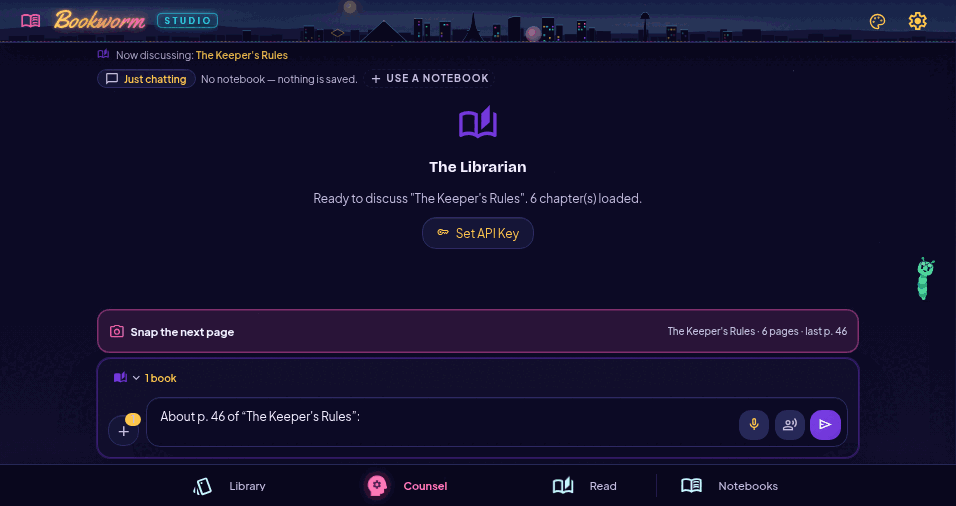 Bookworm STUDIO
Now discussing: The Keeper's Rules
Just chatting No notebook — nothing is saved. + USE A NOTEBOOK
The Librarian
Ready to discuss "The Keeper's Rules". 6 chapter(s) loaded.
Set API Key
Snap the next page The Keeper's Rules · 6 pages · last p. 46
1 book
About p. 46 of “The Keeper's Rules”:
Library Counsel Read Notebooks